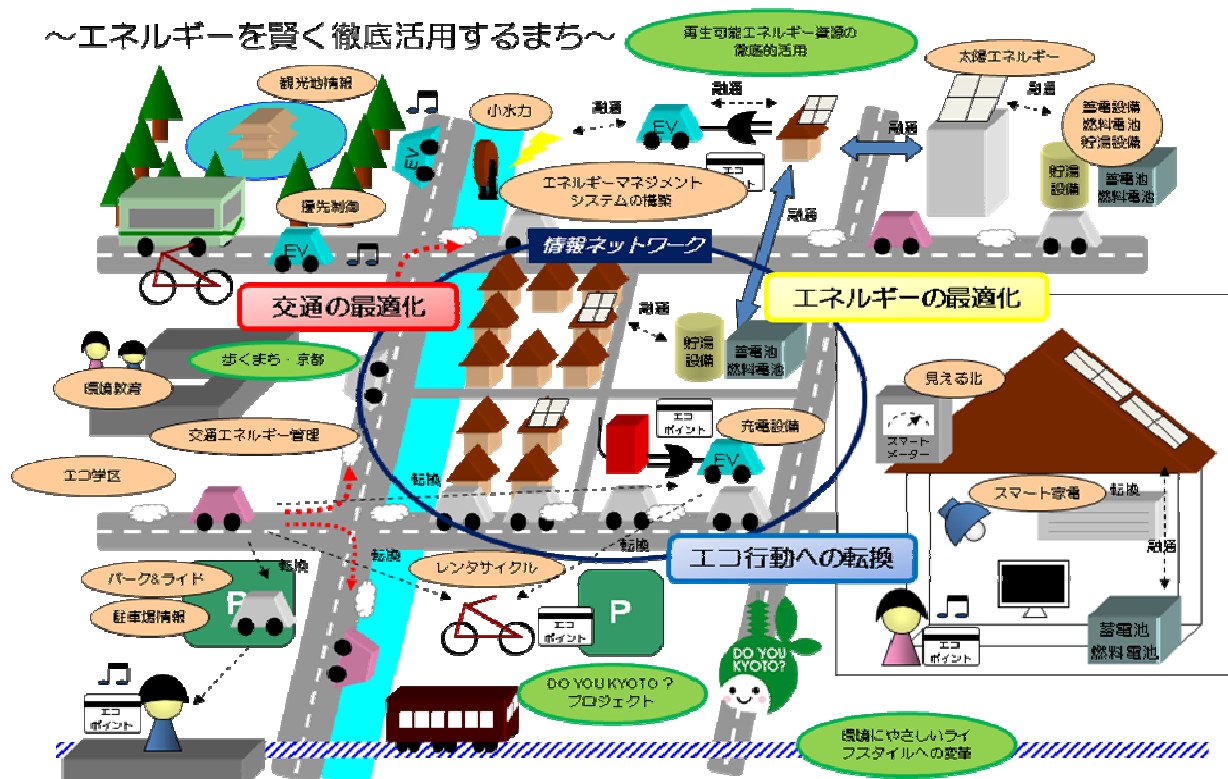 ～エネルギーを賢く徹底活用するまち～
再生可能エネルギー資源の
徹底的活用
太陽エネルギー
観光地情報
小水力
融通
融通
融通
融通
蓄電設備
燃料電池
貯湯設備
EV
EV
エコ
ポイント
エネルギーマネジメント
システムの構築
貯湯
設備
蓄電池
燃料電池
優先制御
融通
EV
情報ネットワーク
交通の最適化
エネルギーの最適化
融通
貯湯
設備
蓄電池
燃料電池
歩くまち・京都
環境教育
見える化
スマート
メーター
エコ
ポイント
充電設備
交通エネルギー管理
EV
エコ学区
転換
転換
スマート家電
転換
転換
転換
融通
エコ行動への転換
パーク&ライド
レンタサイクル
P
P
駐車場情報
エコ
ポイント
エコ
ポイント
蓄電池
燃料電池
DO YOU
KYOTO?
DO YOU KYOTO？
プロジェクト
エコ
ポイント
環境にやさしいライ
フスタイルへの変革